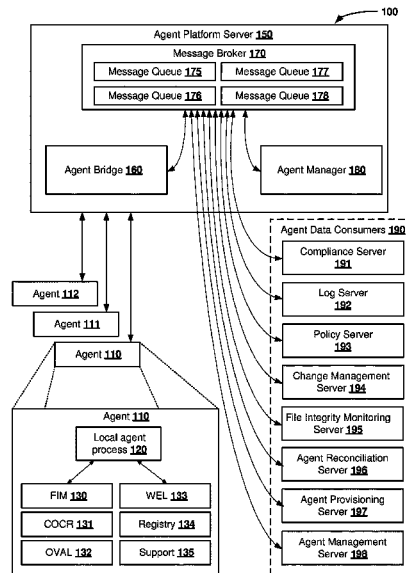 100
Agent Platform Server 150
Message Broker 170
Message Queue 175
Message Queue 177
Message Queue 176
Message Queue 178
Agent Bridge 160
Agent Manager 180
Agent Data Consumers 190
Compliance Server
191
Log Server
192
Policy Server
193
Change Management
Server 194
File Integrity Monitoring
Server 195
Agent Reconciliation
Server 196
Agent Provisioning
Server 197
Agent Management
Server 198
Agent 112
Agent 111
Agent 110
Agent 110
Local agent
process 120
FIM 130
WEL 133
COCR 131
Registry 134
OVAL 132
Support 135